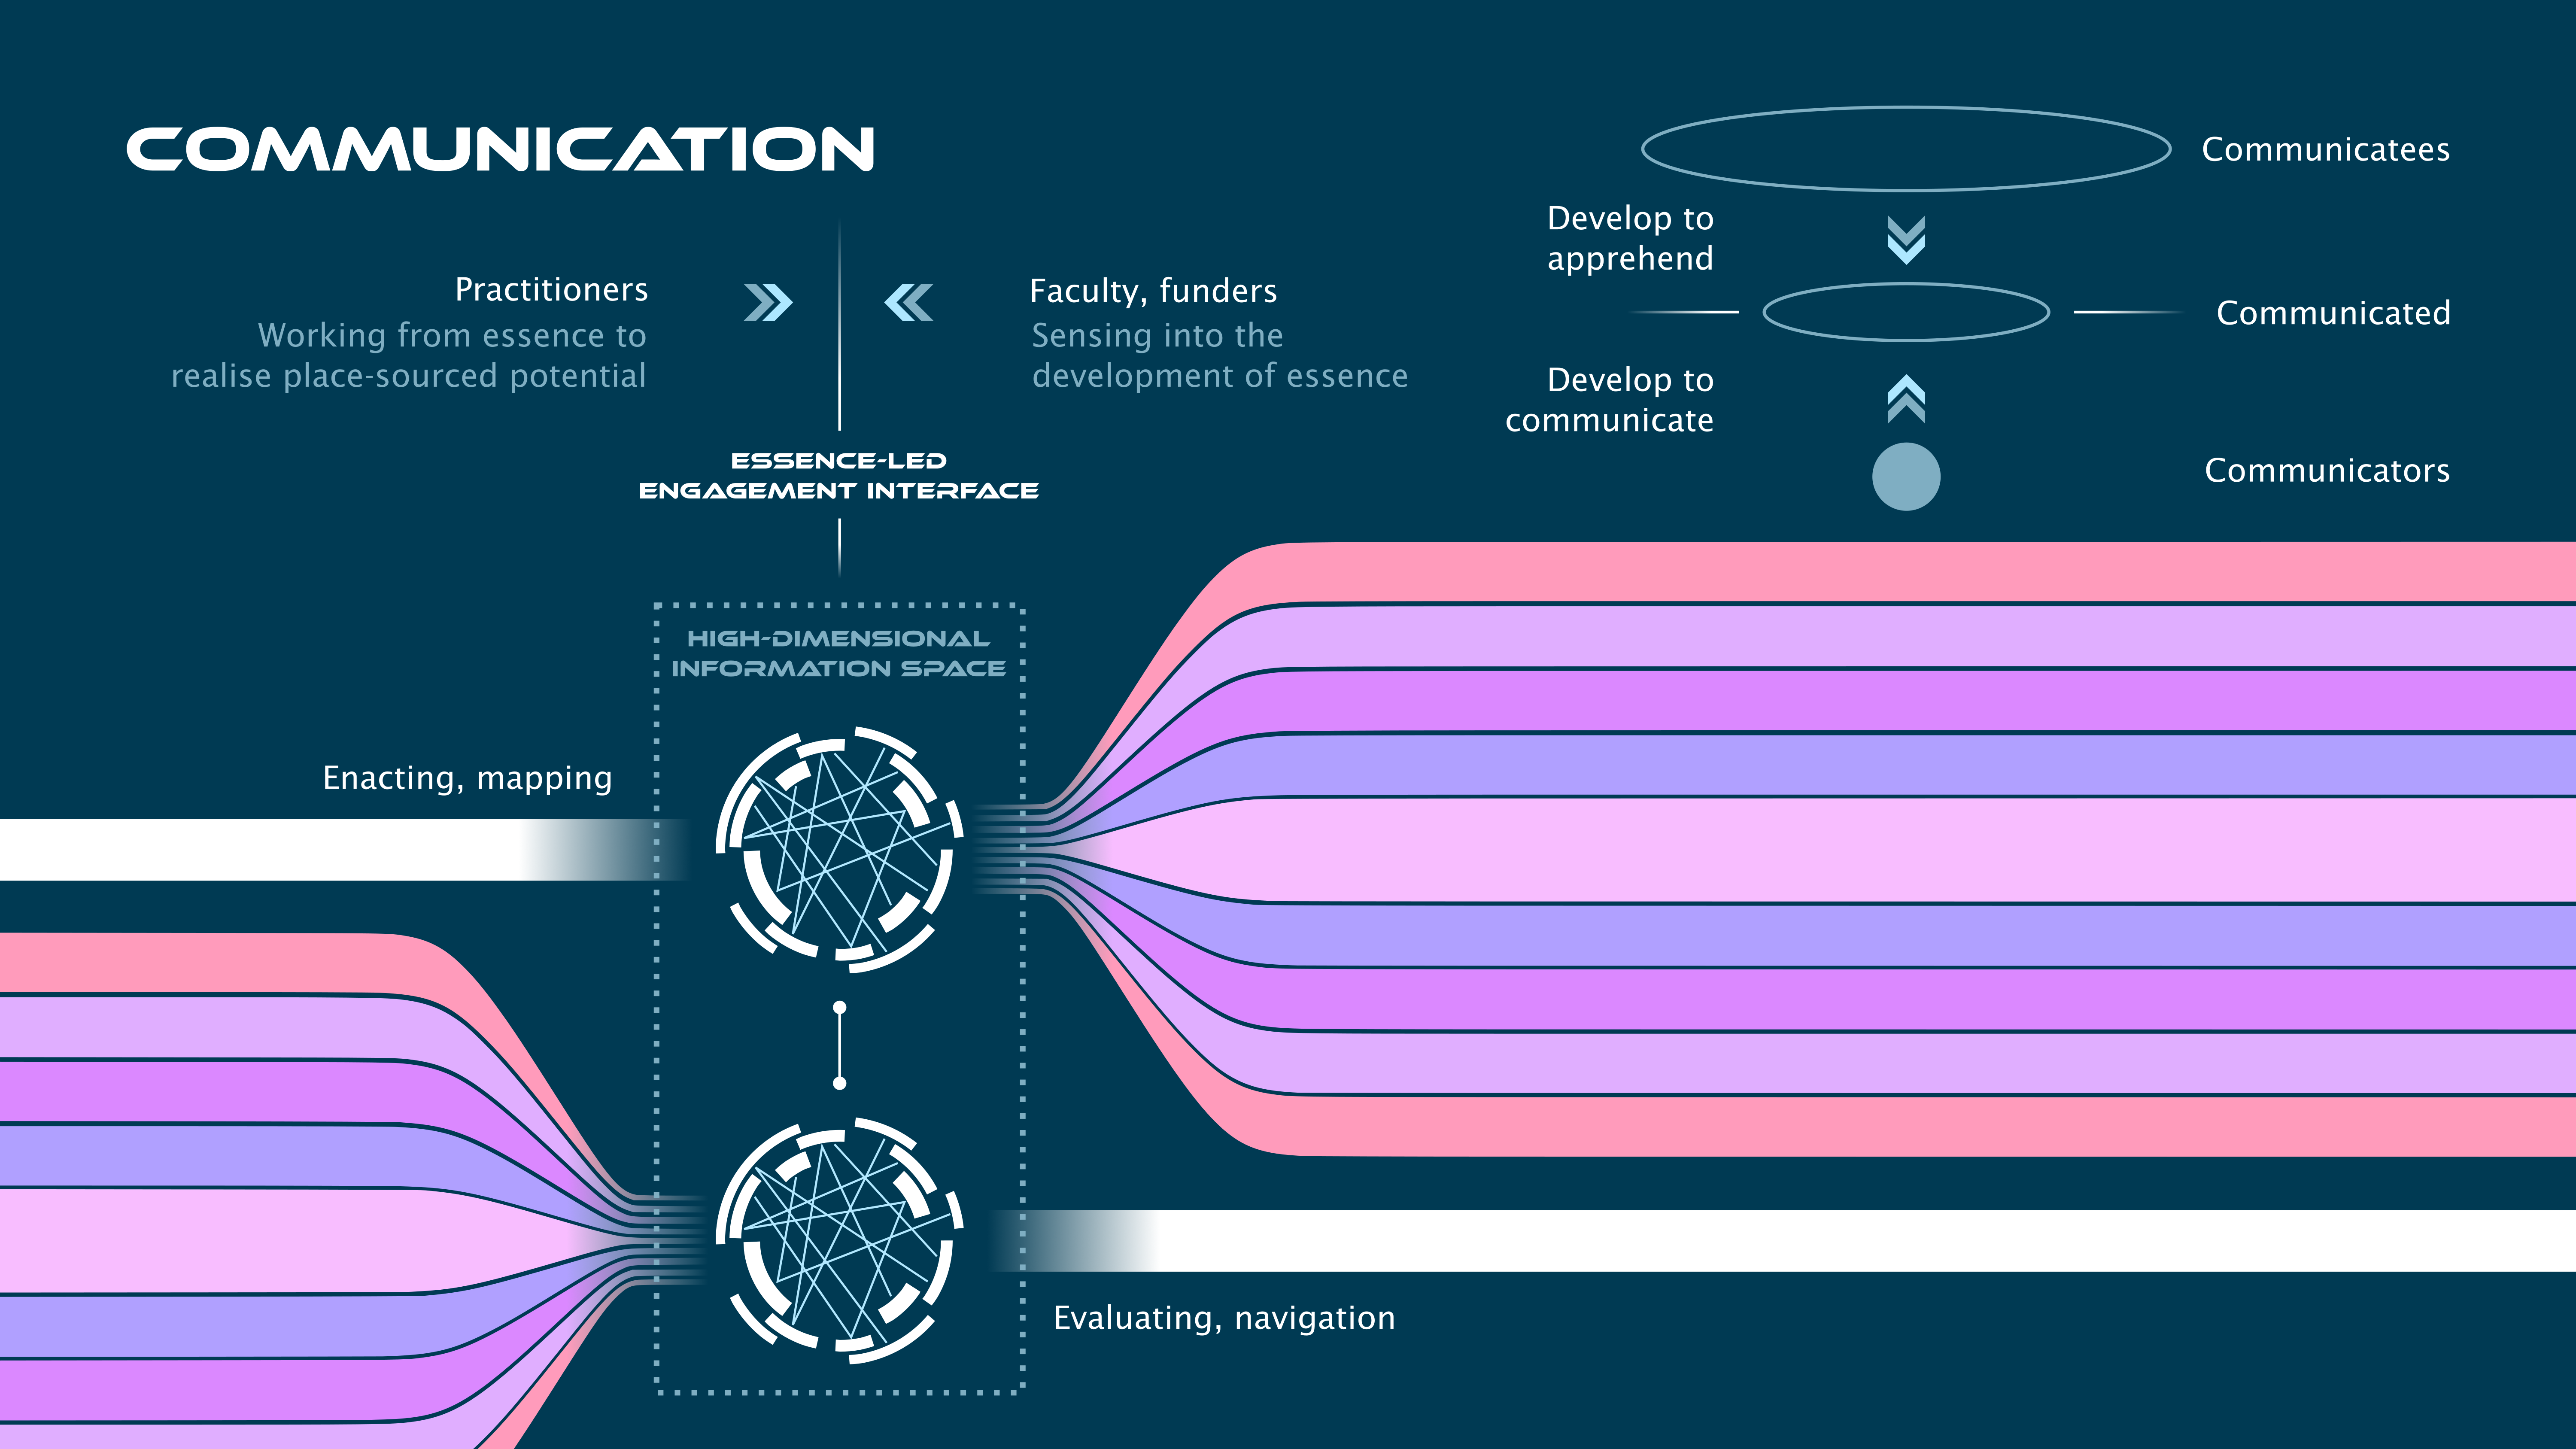 COMMUNICATION
Practitioners
Working from essence to
realise place-sourced potential
Faculty, funders
Sensing into the
development of essence
ESSENCE-LED
ENGAGEMENT INTERFACE
Communicatees
Develop to
apprehend
Communicated
Develop to
communicate
Communicators
HIGH-DIMENSIONAL
INFORMATION SPACE
Enacting, mapping
Evaluating, navigation